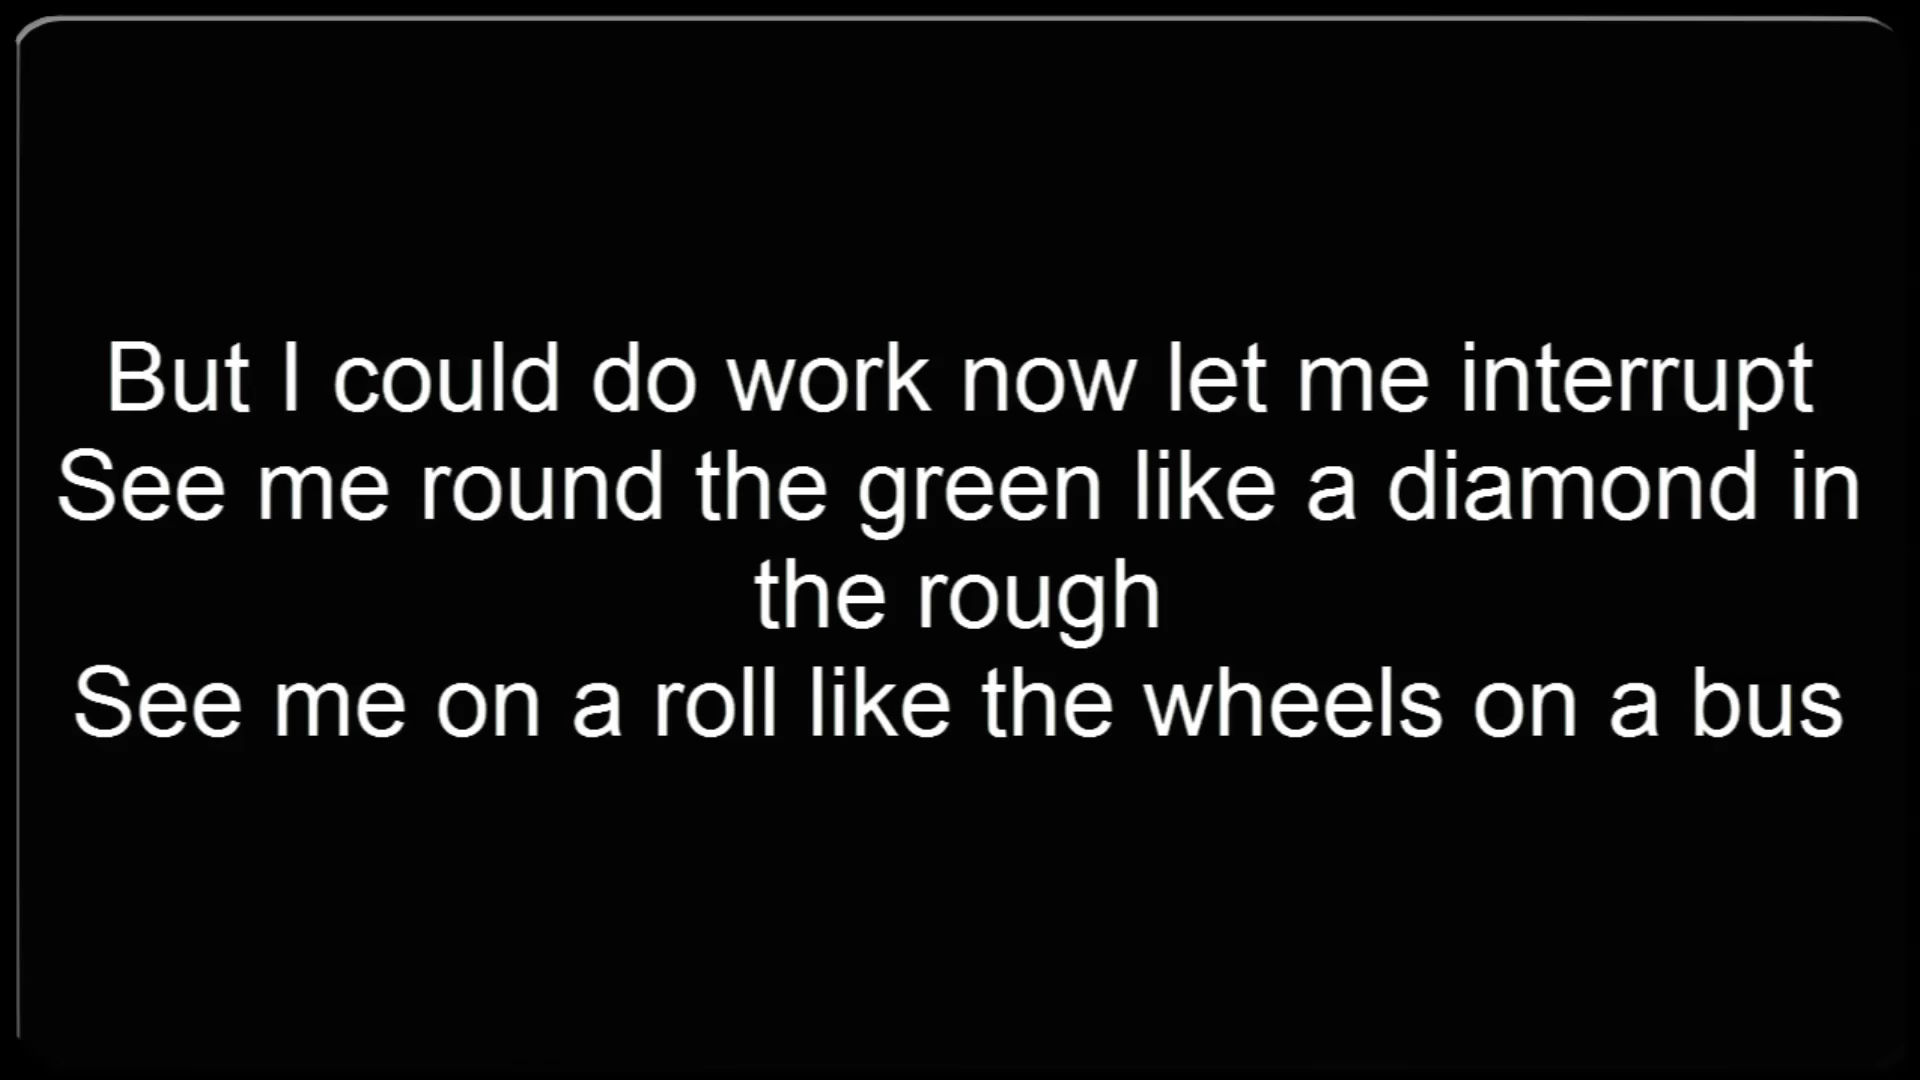 But I could do work now let me interrupt
See me round the green like a diamond in
the rough
See me on a roll like the wheels on a bus